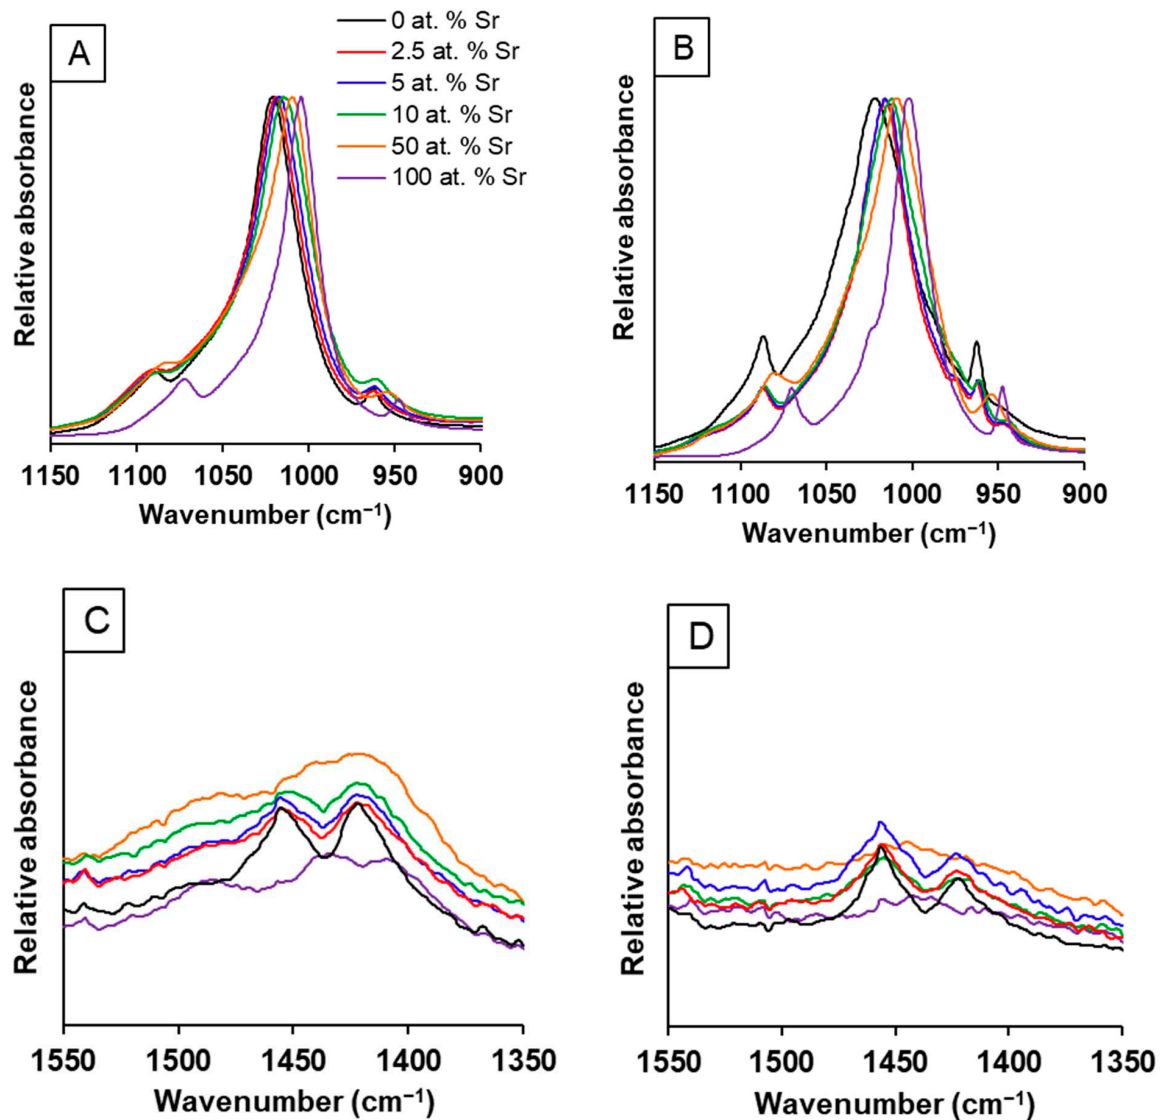 A
0 at. % Sr
2.5 at. % Sr
5 at. % Sr
10 at. % Sr
50 at. % Sr
100 at. % Sr
Relative absorbance
1150 1100 1050 1000 950 900
Wavenumber (cm⁻¹)
B
Relative absorbance
1150 1100 1050 1000 950 900
Wavenumber (cm⁻¹)
C
Relative absorbance
1550 1500 1450 1400 1350
Wavenumber (cm⁻¹)
D
Relative absorbance
1550 1500 1450 1400 1350
Wavenumber (cm⁻¹)